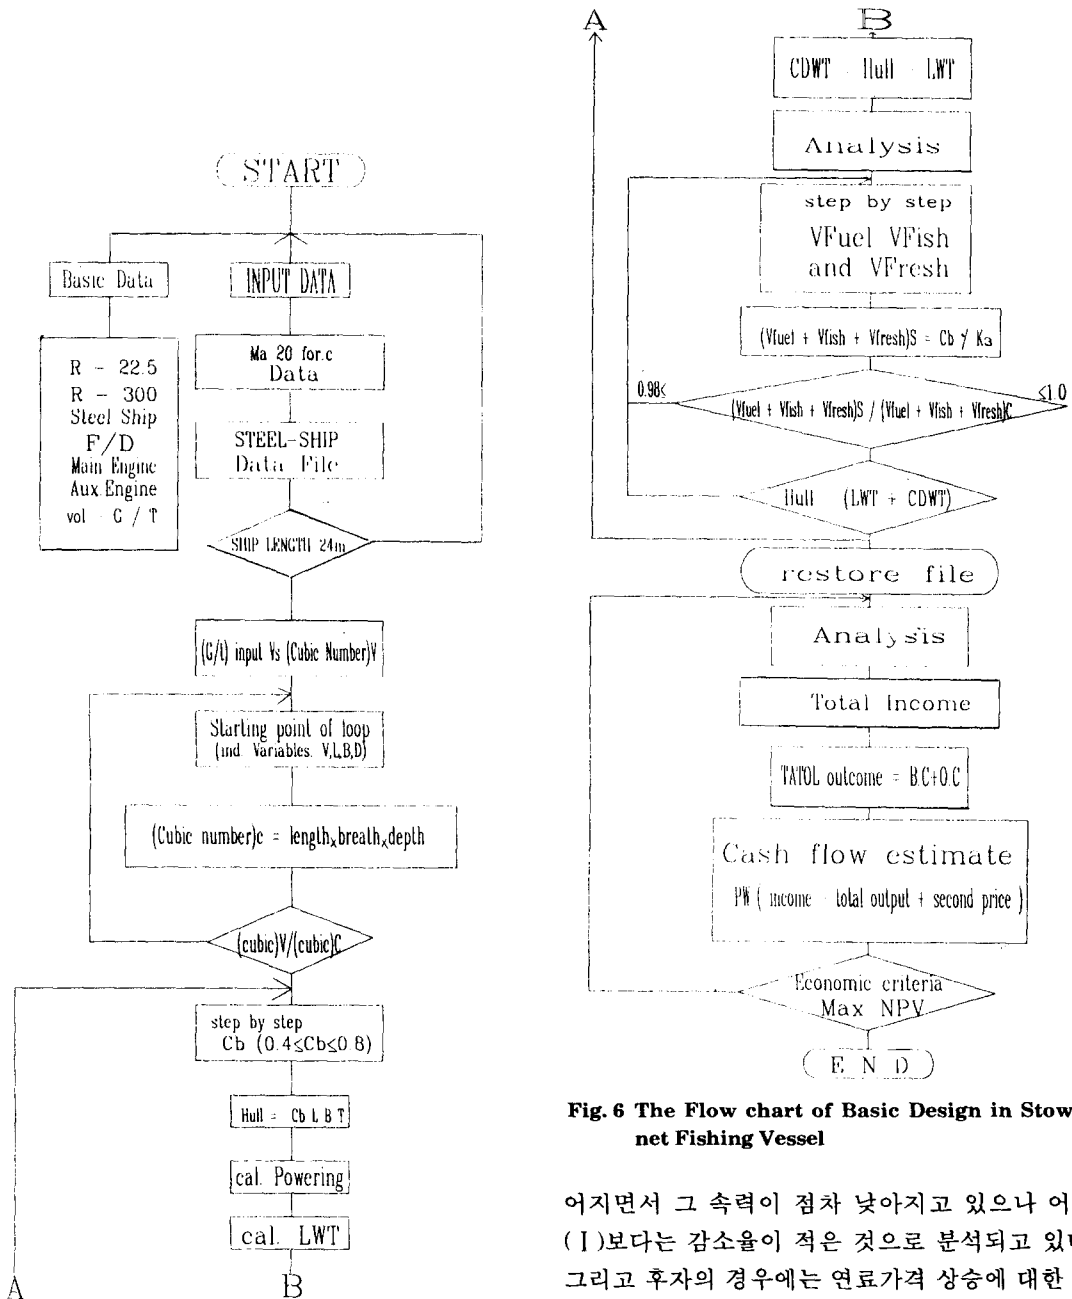 START
Basic Data
INPUT DATA
R - 22.5
R - 300
Steel Ship
F/D
Main Engine
Aux.Engine
vol - G / T
Ma 20 for.c
Data
STEEL-SHIP
Data File
SHIP LENGTH 24m
(G/t) input Vs (Cubic Number)V
Starting point of loop
(ind. Variables. V,L,B,D)
(Cubic number)c = length×breath×depth
(cubic)V/(cubic)C
step by step
Cb (0.4≤Cb≤0.8)
Hull = Cb L B T
cal. Powering
cal. LWT
A
B
A
B
CDWT - Hull - LWT
Analysis
step by step
VFuel VFish
and VFresh
(Vfuel + Vfish + Vfresh)S = Cb γ Ka
0.98<
≤1.0
(Vfuel + Vfish + Vfresh)S / (Vfuel + Vfish + Vfresh)C
Hull (LWT + CDWT)
restore file
Analysis
Total Income
TATOL outcome = B.C+O.C
Cash flow estimate
PW ( income - total output + second price )
Economic criteria
Max NPV
E N D
Fig. 6 The Flow chart of Basic Design in Stow
net Fishing Vessel
어지면서 그 속력이 점차 낮아지고 있으나 어
(Ⅰ)보다는 감소율이 적은 것으로 분석되고 있
그리고 후자의 경우에는 연료가격 상승에 대한